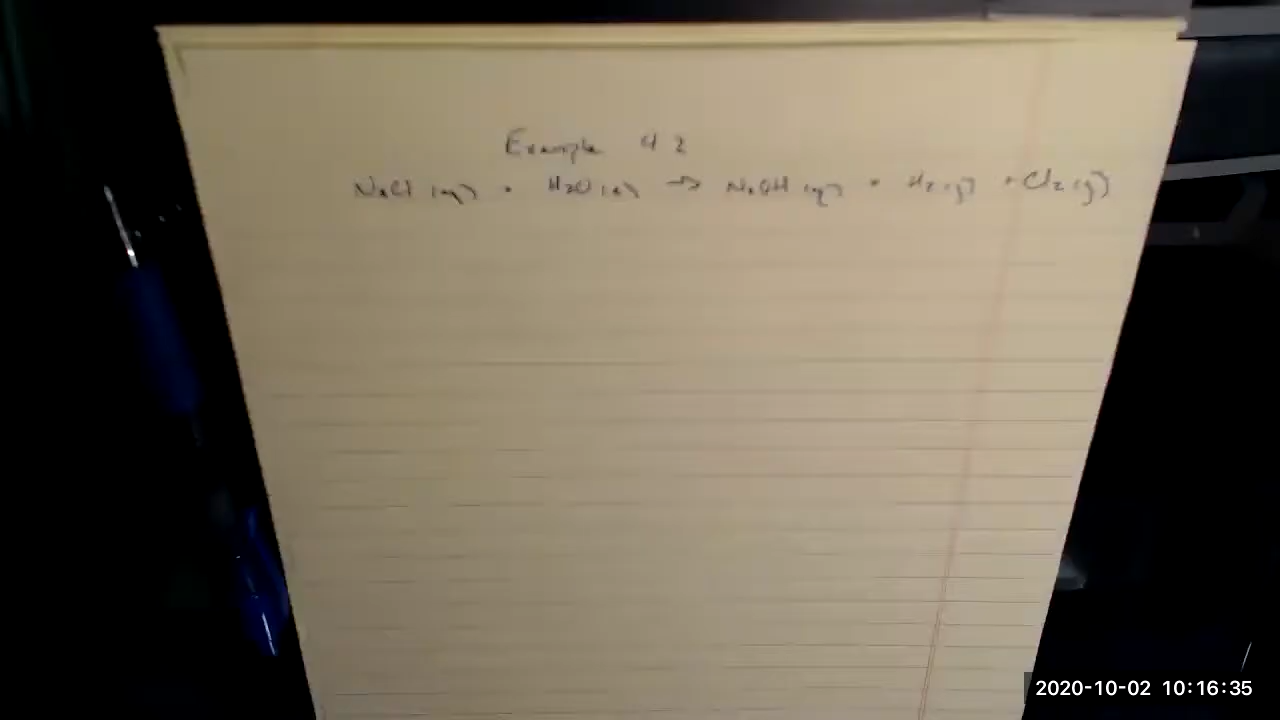 Example 4 2
NaCl (aq) + H2O (l) → NaOH (aq) + H2 (g) + Cl2 (g)
2020-10-02 10:16:35